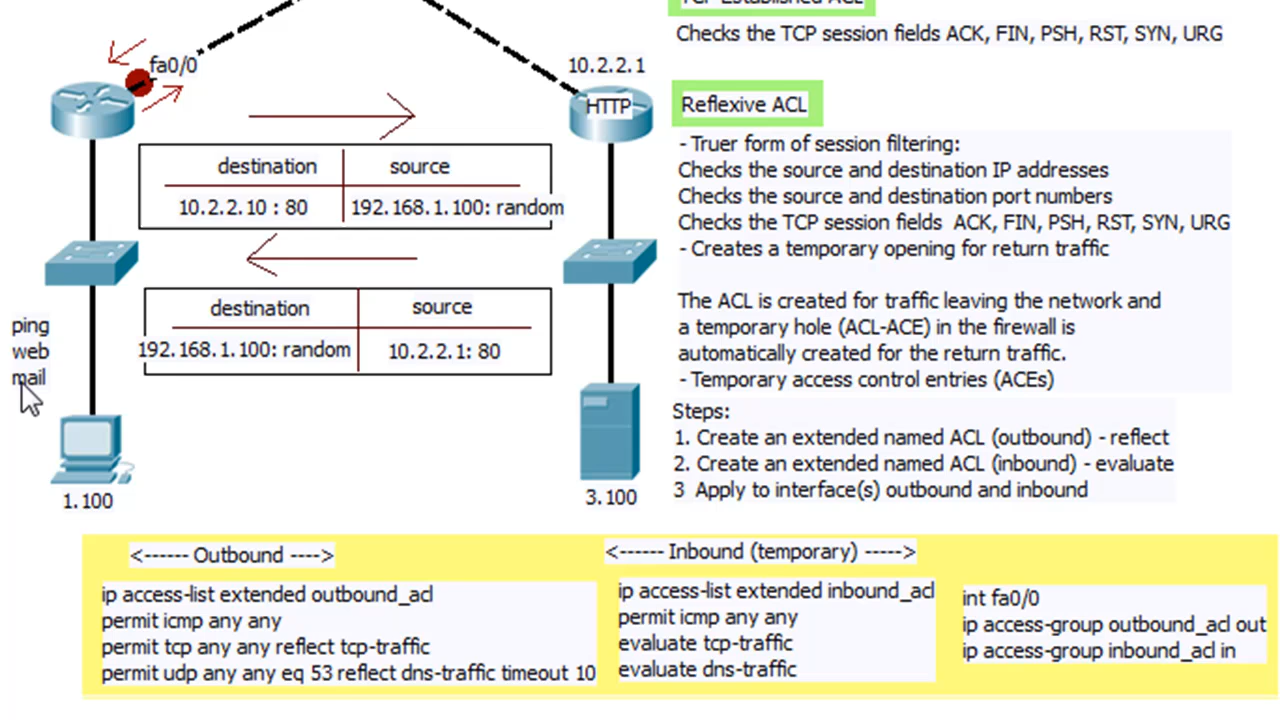 TCP Established ACL
Checks the TCP session fields ACK, FIN, PSH, RST, SYN, URG
fa0/0
10.2.2.1
HTTP
Reflexive ACL
- Truer form of session filtering:
Checks the source and destination IP addresses
Checks the source and destination port numbers
Checks the TCP session fields ACK, FIN, PSH, RST, SYN, URG
- Creates a temporary opening for return traffic
The ACL is created for traffic leaving the network and
a temporary hole (ACL-ACE) in the firewall is
automatically created for the return traffic.
- Temporary access control entries (ACEs)
Steps:
1. Create an extended named ACL (outbound) - reflect
2. Create an extended named ACL (inbound) - evaluate
3 Apply to interface(s) outbound and inbound
destination source
10.2.2.10 : 80 192.168.1.100: random
destination source
192.168.1.100: random 10.2.2.1: 80
ping
web
mail
1.100
3.100
<------ Outbound ---->
ip access-list extended outbound_acl
permit icmp any any
permit tcp any any reflect tcp-traffic
permit udp any any eq 53 reflect dns-traffic timeout 10
<------ Inbound (temporary) ----->
ip access-list extended inbound_acl
permit icmp any any
evaluate tcp-traffic
evaluate dns-traffic
int fa0/0
ip access-group outbound_acl out
ip access-group inbound_acl in